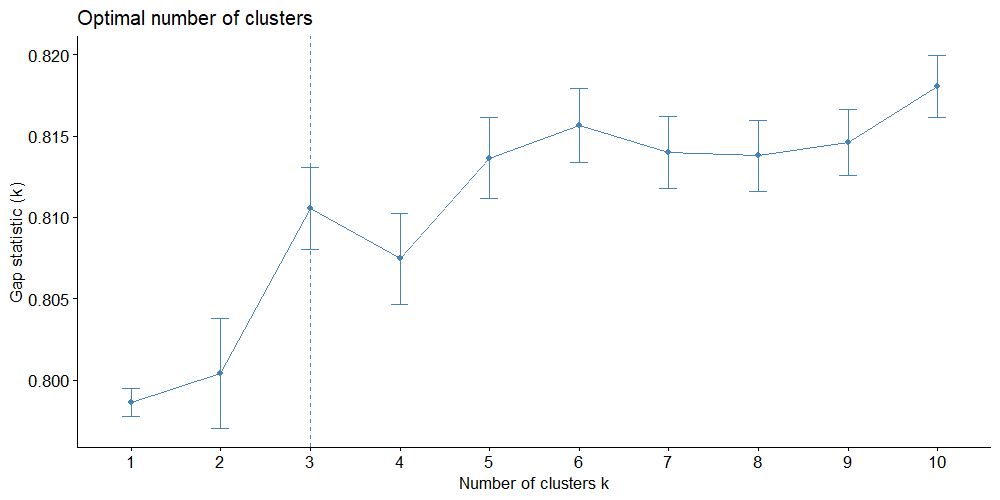 Optimal number of clusters
0.820
0.815
0.810
0.805
0.800
Gap statistic (k)
1 2 3 4 5 6 7 8 9 10
Number of clusters k